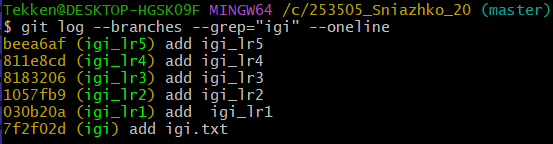 Tekken@DESKTOP-HGSK09F MINGW64 /c/253505_Sniazhko_20 (master)
$ git log --branches --grep="igi" --oneline
beea6af (igi_lr5) add igi_lr5
811e8cd (igi_lr4) add igi_lr4
8183206 (igi_lr3) add igi_lr3
1057fb9 (igi_lr2) add igi_lr2
030b20a (igi_lr1) add  igi_lr1
7f2f02d (igi) add igi.txt